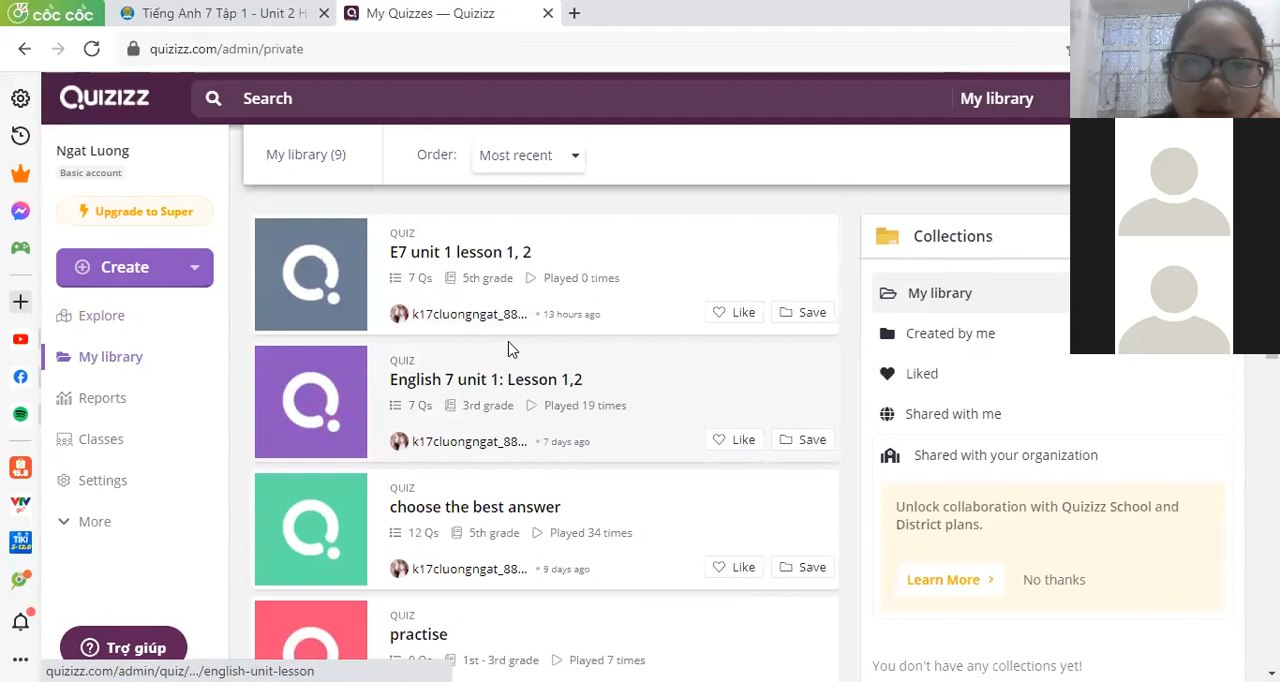 cốc cốc
Tiếng Anh 7 Tập 1 - Unit 2 H
My Quizzes — Quizizz
quizizz.com/admin/private
QUIZIZZ
Search
My library
Ngat Luong
Basic account
Upgrade to Super
Create
Explore
My library
Reports
Classes
Settings
More
Trợ giúp
quizizz.com/admin/quiz/.../english-unit-lesson
My library (9)
Order:
Most recent
QUIZ
E7 unit 1 lesson 1, 2
7 Qs 5th grade Played 0 times
k17cluongngat_88... • 13 hours ago
Like Save
QUIZ
English 7 unit 1: Lesson 1,2
7 Qs 3rd grade Played 19 times
k17cluongngat_88... • 7 days ago
Like Save
QUIZ
choose the best answer
12 Qs 5th grade Played 34 times
k17cluongngat_88... • 9 days ago
Like Save
QUIZ
practise
Qs 1st - 3rd grade Played 7 times
Collections
My library
Created by me
Liked
Shared with me
Shared with your organization
Unlock collaboration with Quizizz School and
District plans.
Learn More
No thanks
You don't have any collections yet!
15.8
VTV
go
TIKI